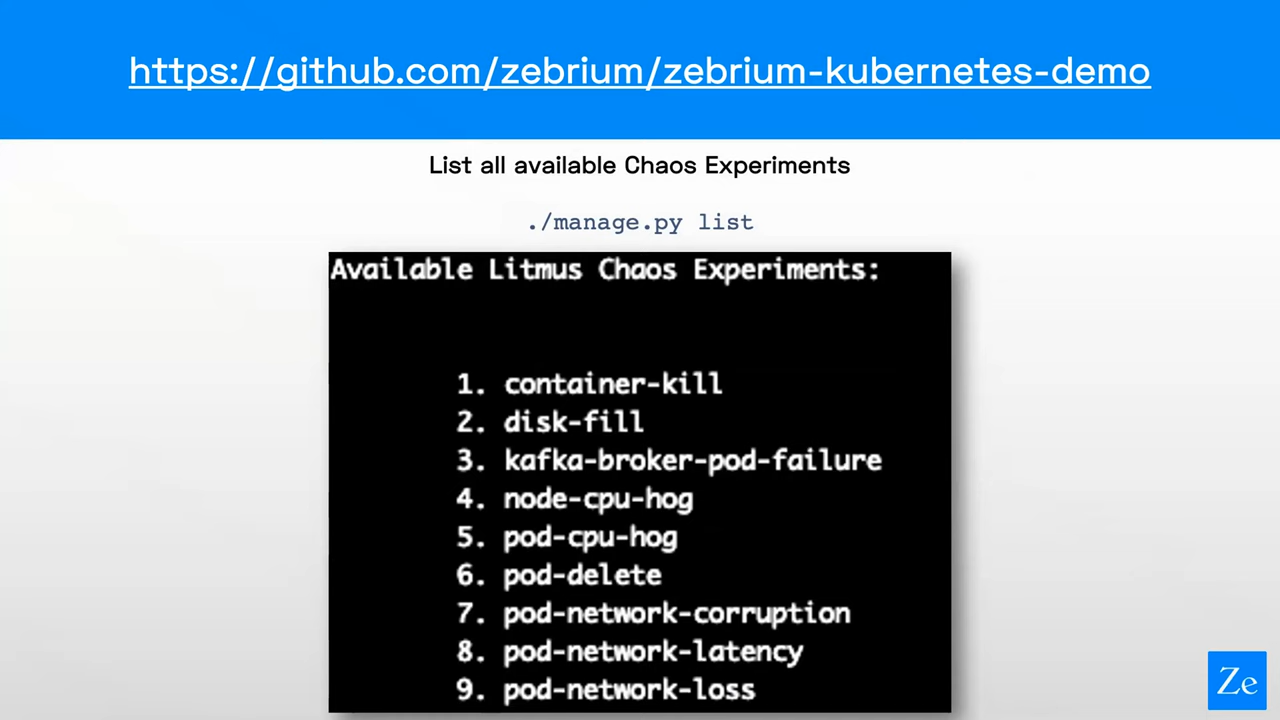 https://github.com/zebrium/zebrium-kubernetes-demo
List all available Chaos Experiments
./manage.py list
Available Litmus Chaos Experiments:
1. container-kill
2. disk-fill
3. kafka-broker-pod-failure
4. node-cpu-hog
5. pod-cpu-hog
6. pod-delete
7. pod-network-corruption
8. pod-network-latency
9. pod-network-loss
Ze